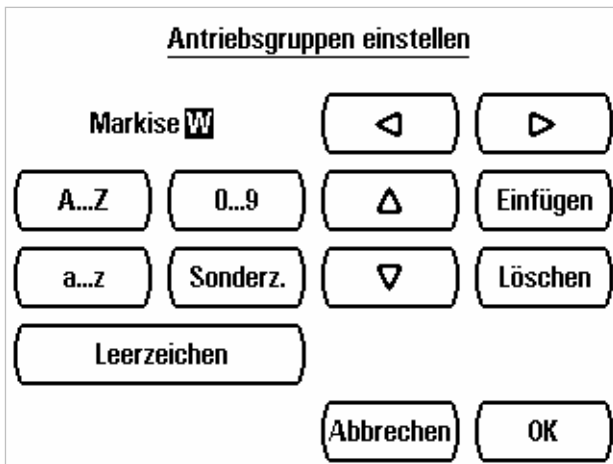 Antriebsgruppen einstellen
Markise W
A...Z 0...9 Einfügen
a...z Sonderz. Löschen
Leerzeichen
Abbrechen OK